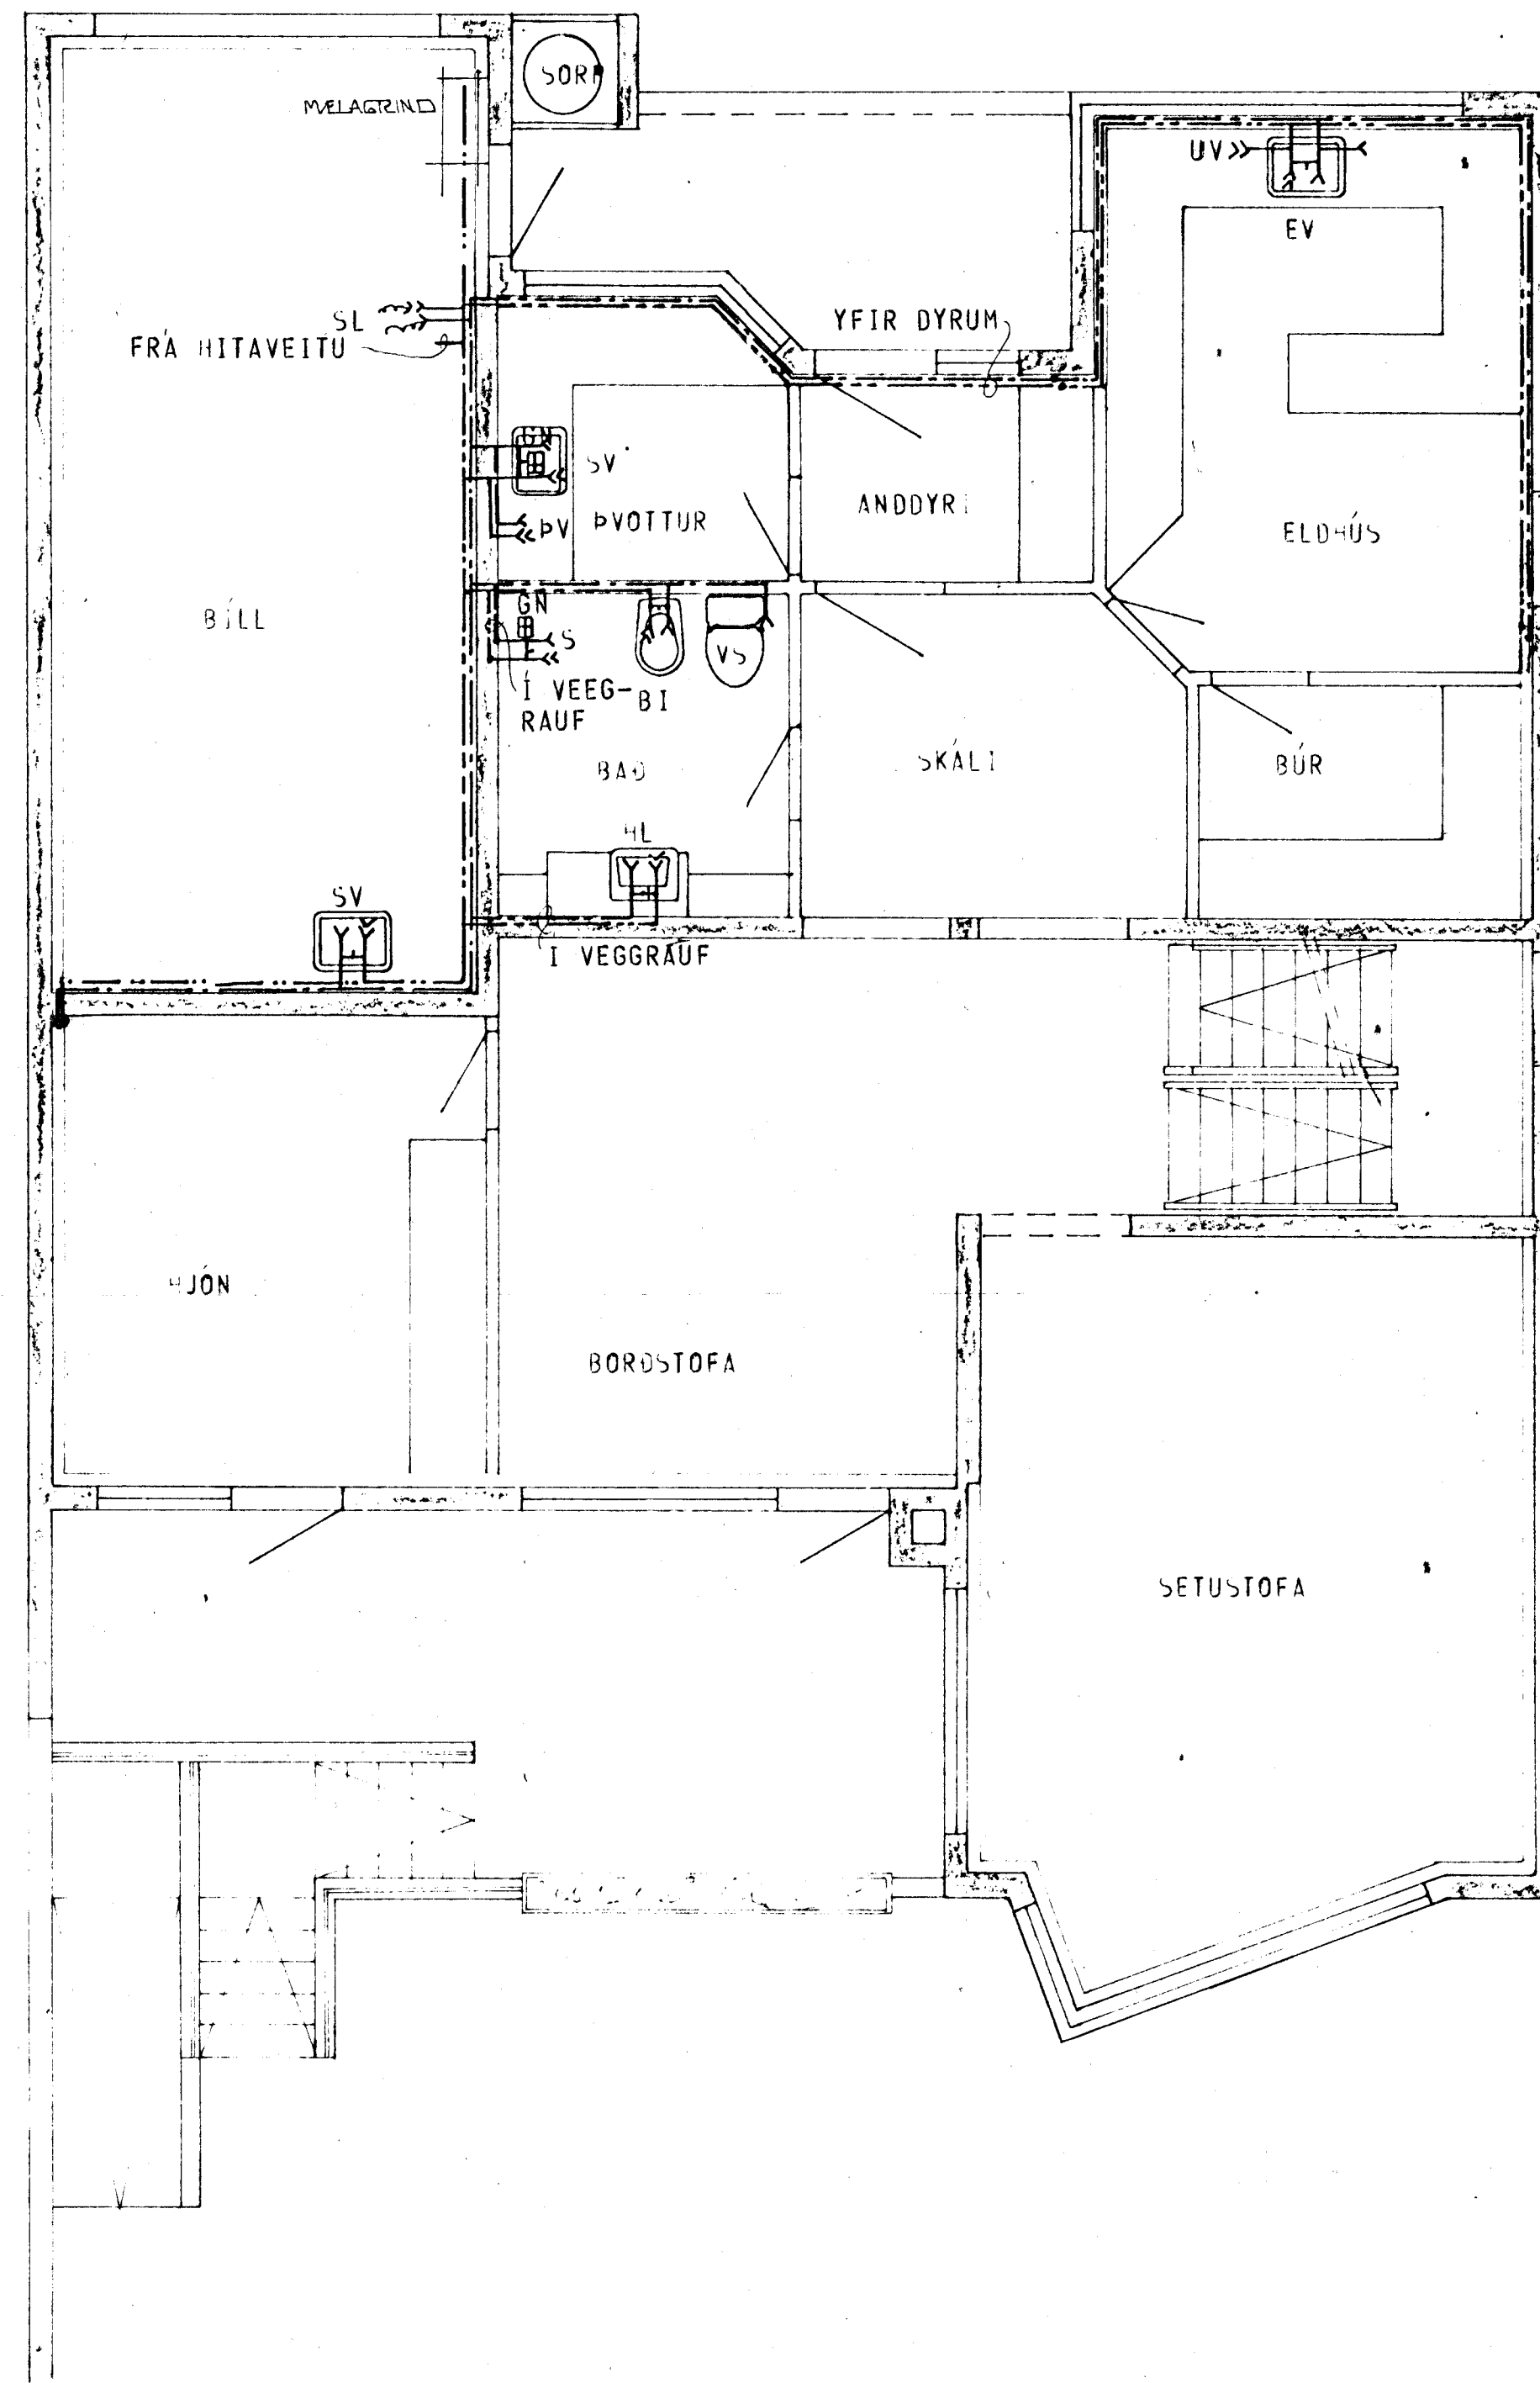 SORP
MÆLAGRIND
UV
EV
YFIR DYRUM
SL
FRÁ HITAVEITU
GN
SV
ÞV
ÞVOTTUR
ANDDYRI
ELDHÚS
BÍLL
GN
S
VS
Í VEEG-
RAUF
BI
BAÐ
SKÁLI
BÚR
HL
SV
Í VEGGRAUF
HJÓN
BORÐSTOFA
SETUSTOFA